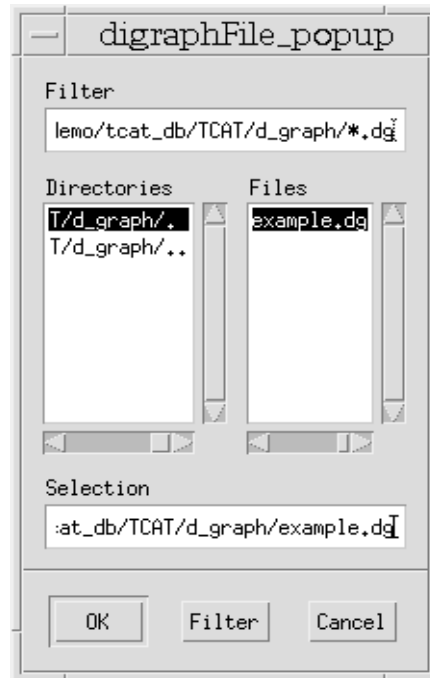 digraphFile_popup
Filter
lemo/tcat_db/TCAT/d_graph/*.dg
Directories Files
T/d_graph/. example.dg
T/d_graph/..
Selection
:at_db/TCAT/d_graph/example.dg
OK Filter Cancel